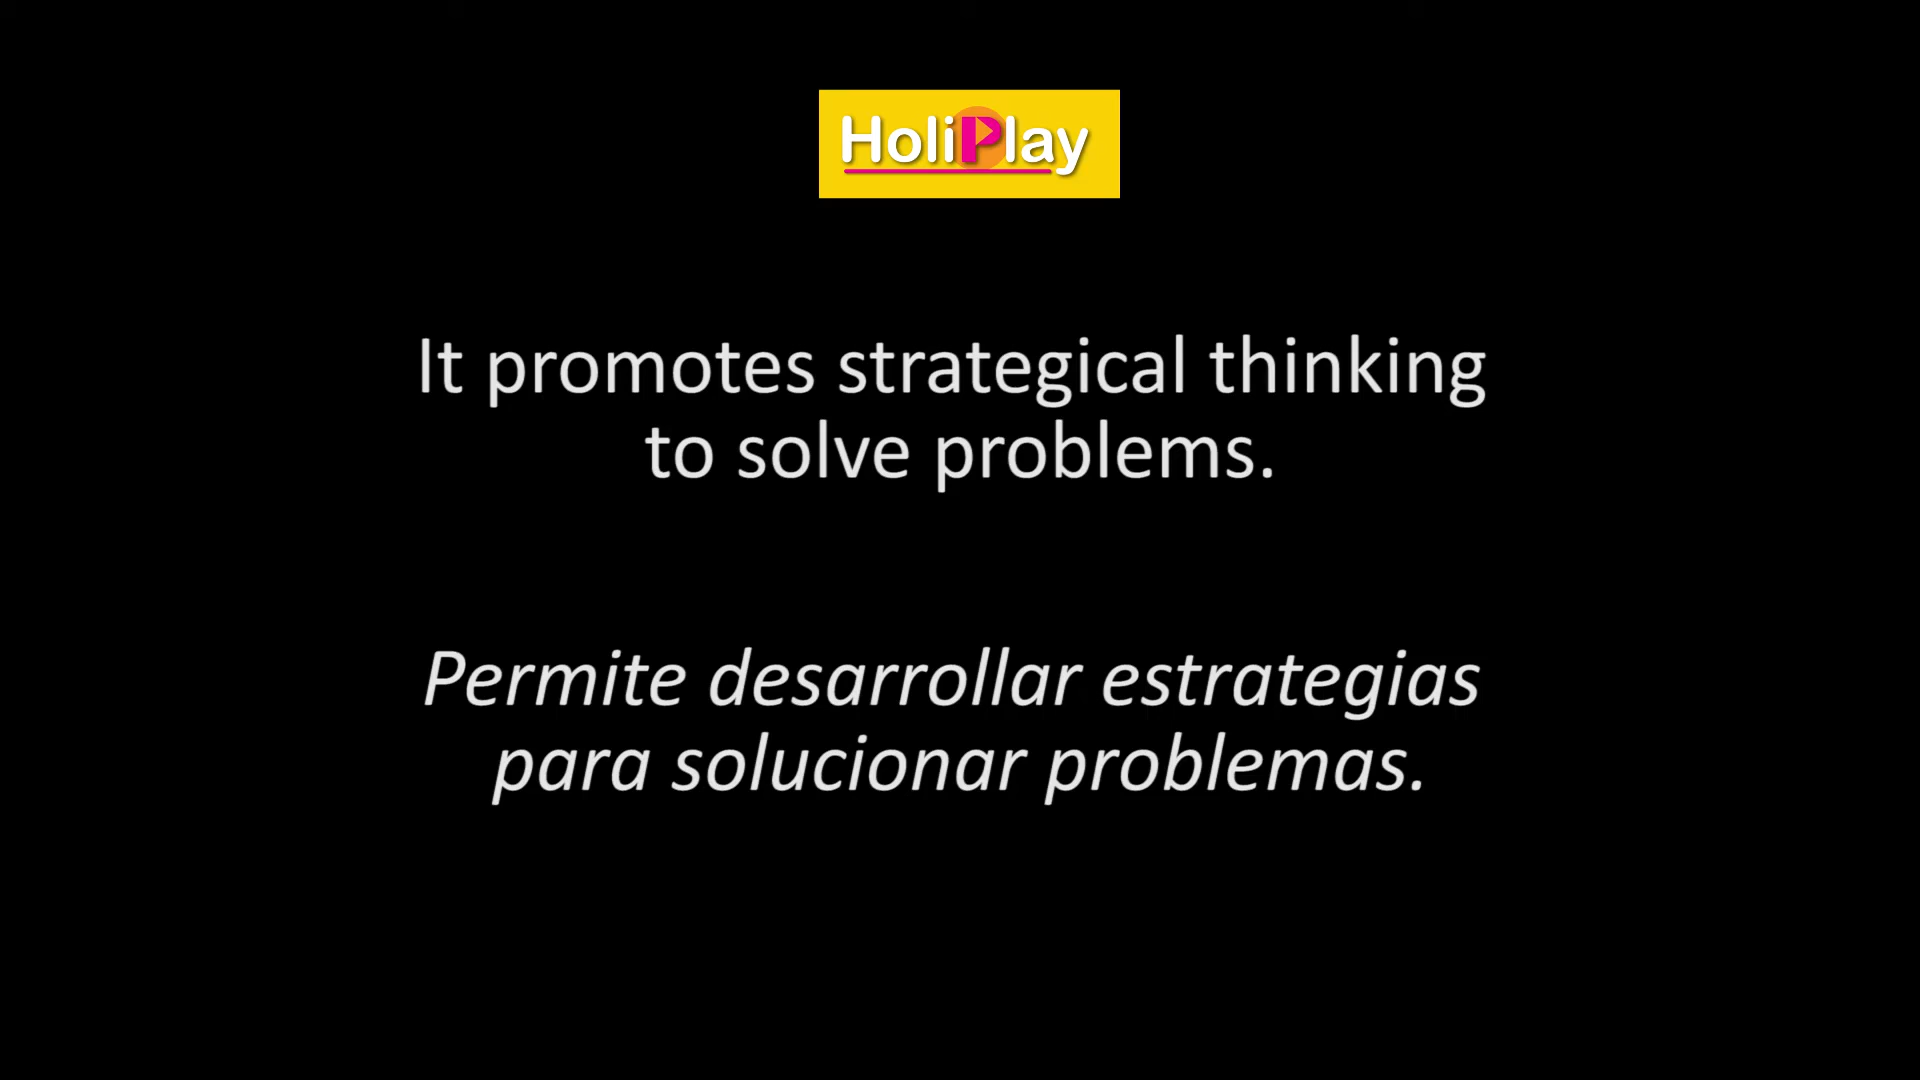 HoliPlay
It promotes strategical thinking
to solve problems.
Permite desarrollar estrategias
para solucionar problemas.